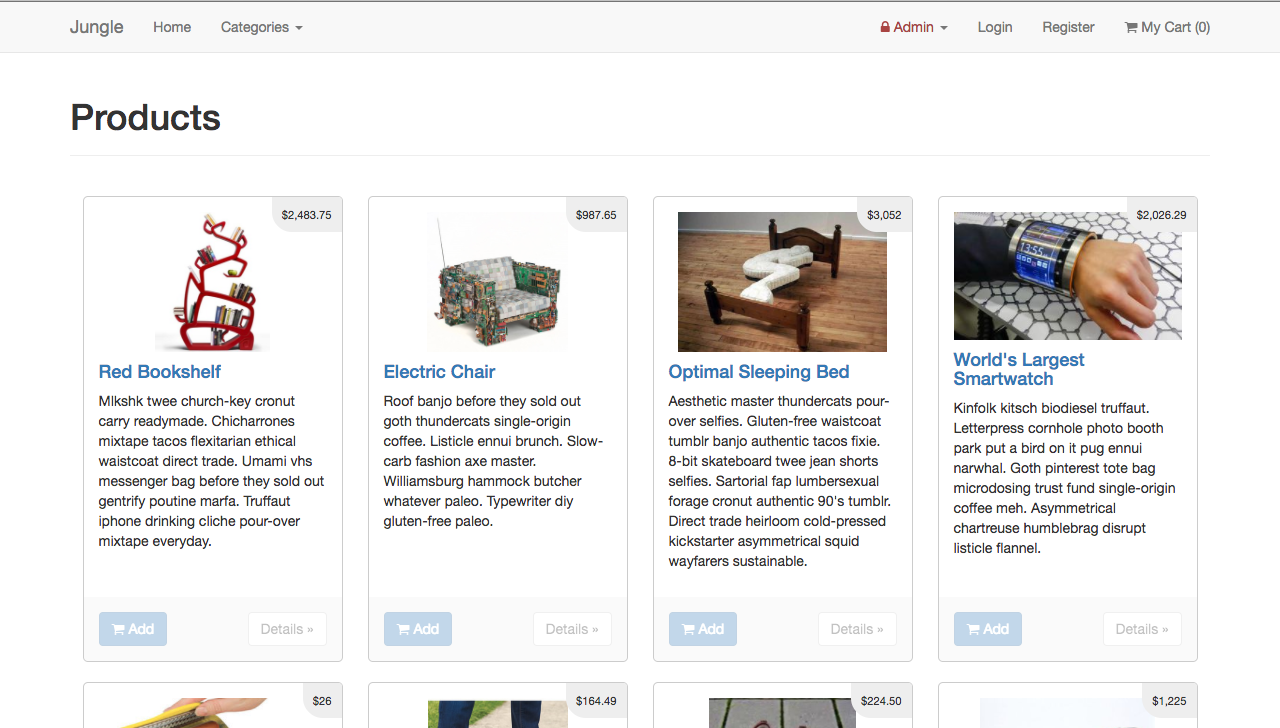 Jungle Home Categories Admin Login Register My Cart (0)
Products
$2,483.75
Red Bookshelf
Mlkshk twee church-key cronut
carry readymade. Chicharrones
mixtape tacos flexitarian ethical
waistcoat direct trade. Umami vhs
messenger bag before they sold out
gentrify poutine marfa. Truffaut
iphone drinking cliche pour-over
mixtape everyday.
Add Details »
$987.65
Electric Chair
Roof banjo before they sold out
goth thundercats single-origin
coffee. Listicle ennui brunch. Slow-
carb fashion axe master.
Williamsburg hammock butcher
whatever paleo. Typewriter diy
gluten-free paleo.
Add Details »
$3,052
Optimal Sleeping Bed
Aesthetic master thundercats pour-
over selfies. Gluten-free waistcoat
tumblr banjo authentic tacos fixie.
8-bit skateboard twee jean shorts
selfies. Sartorial fap lumbersexual
forage cronut authentic 90's tumblr.
Direct trade heirloom cold-pressed
kickstarter asymmetrical squid
wayfarers sustainable.
Add Details »
$2,026.29
13:55
World's Largest
Smartwatch
Kinfolk kitsch biodiesel truffaut.
Letterpress cornhole photo booth
park put a bird on it pug ennui
narwhal. Goth pinterest tote bag
microdosing trust fund single-origin
coffee meh. Asymmetrical
chartreuse humblebrag disrupt
listicle flannel.
Add Details »
$26
$164.49
$224.50
$1,225